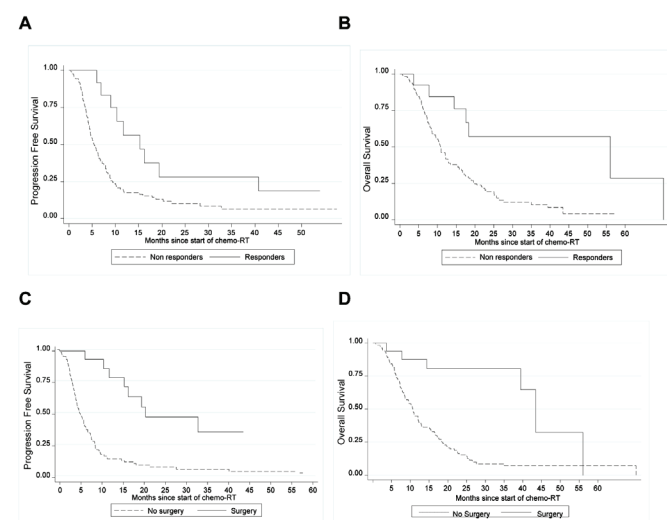 A
B
Progression Free Survival
1.00
0.75
0.50
0.25
0.00
0 5 15 10 20 25 30 35 40 45 50
Months since start of chemo-RT
Non responders Responders
Overall Survival
1.00
0.75
0.50
0.25
0.00
0 5 15 10 20 25 30 35 40 45 50 55 60
Months since start of chemo-RT
Non responders Responders
C
D
Progression Free Survival
1.00
0.75
0.50
0.25
0.00
0 5 10 15 20 25 30 35 40 45 50 55 60
Months since start of chemo-RT
No surgery Surgery
Overall Survival
1.00
0.75
0.50
0.25
0.00
5 15 10 20 25 30 35 40 45 50 55 60
Months since start of chemo-RT
No Surgery Surgery